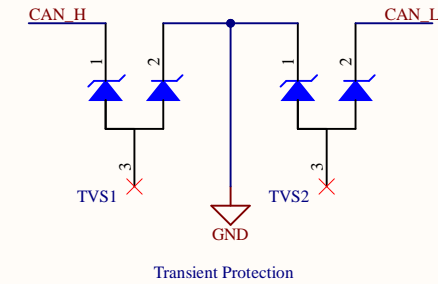 CAN_H
CAN_L
1
2
1
2
3
3
TVS1
TVS2
GND
Transient Protection